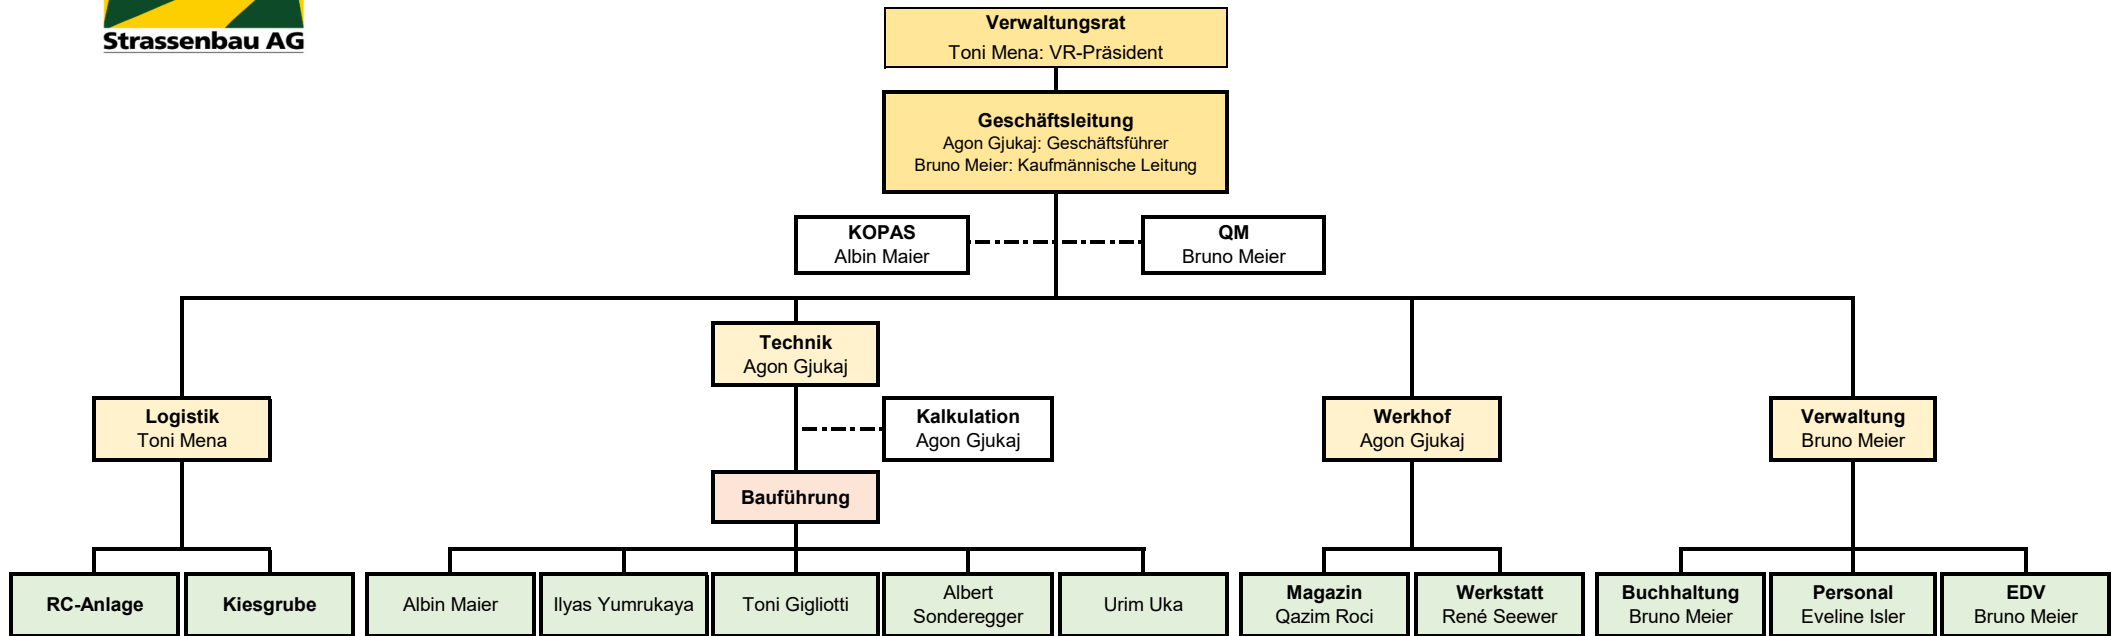 Strassenbau AG
Verwaltungsrat
Toni Mena: VR-Präsident
Geschäftsleitung
Agon Gjukaj: Geschäftsführer
Bruno Meier: Kaufmännische Leitung
KOPAS
Albin Maier
QM
Bruno Meier
Technik
Agon Gjukaj
Logistik
Toni Mena
Kalkulation
Agon Gjukaj
Werkhof
Agon Gjukaj
Verwaltung
Bruno Meier
Bauführung
RC-Anlage
Kiesgrube
Albin Maier
Ilyas Yumrukaya
Toni Gigliotti
Albert
Sonderegger
Urim Uka
Magazin
Qazim Roci
Werkstatt
René Seewer
Buchhaltung
Bruno Meier
Personal
Eveline Isler
EDV
Bruno Meier